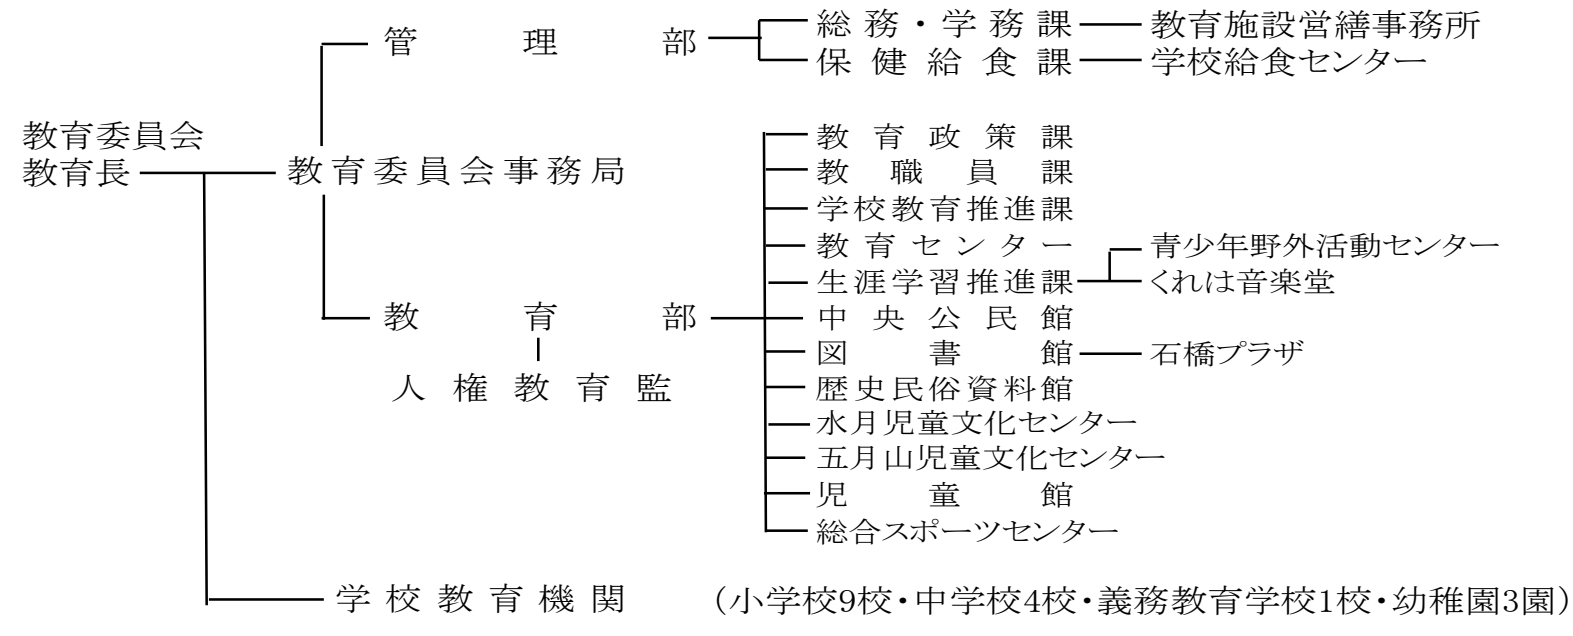 総務・学務課 教育施設営繕事務所
管理部
保健給食課 学校給食センター
教育委員会
教育長
教育委員会事務局
教育政策課
教職員課
学校教育推進課
教育センター
青少年野外活動センター
生涯学習推進課
くれは音楽堂
教育部
中央公民館
図書館 石橋プラザ
人権教育監
歴史民俗資料館
水月児童文化センター
五月山児童文化センター
児童館
総合スポーツセンター
学校教育機関 (小学校9校・中学校4校・義務教育学校1校・幼稚園3園)